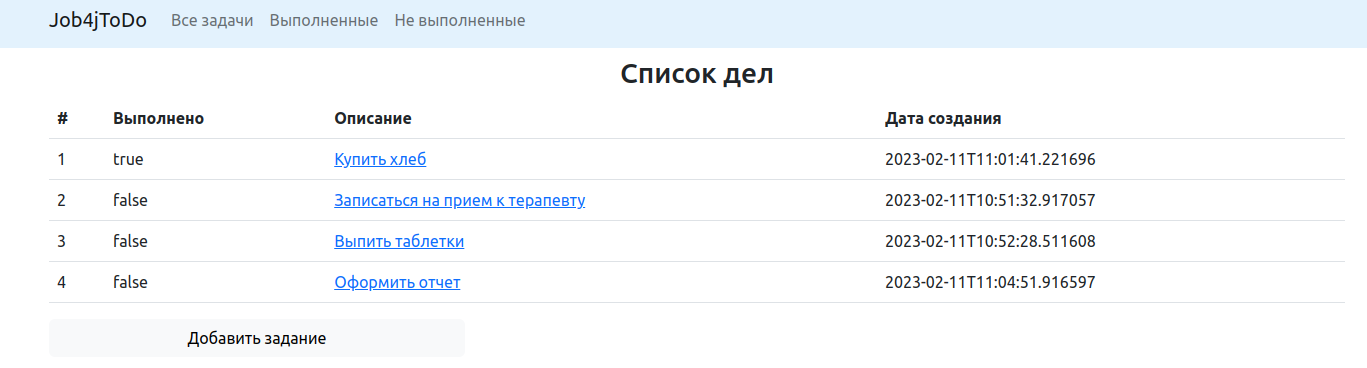 Job4jToDo Все задачи Выполненные Не выполненные
Список дел
# Выполнено Описание Дата создания
1 true Купить хлеб 2023-02-11T11:01:41.221696
2 false Записаться на прием к терапевту 2023-02-11T10:51:32.917057
3 false Выпить таблетки 2023-02-11T10:52:28.511608
4 false Оформить отчет 2023-02-11T11:04:51.916597
Добавить задание